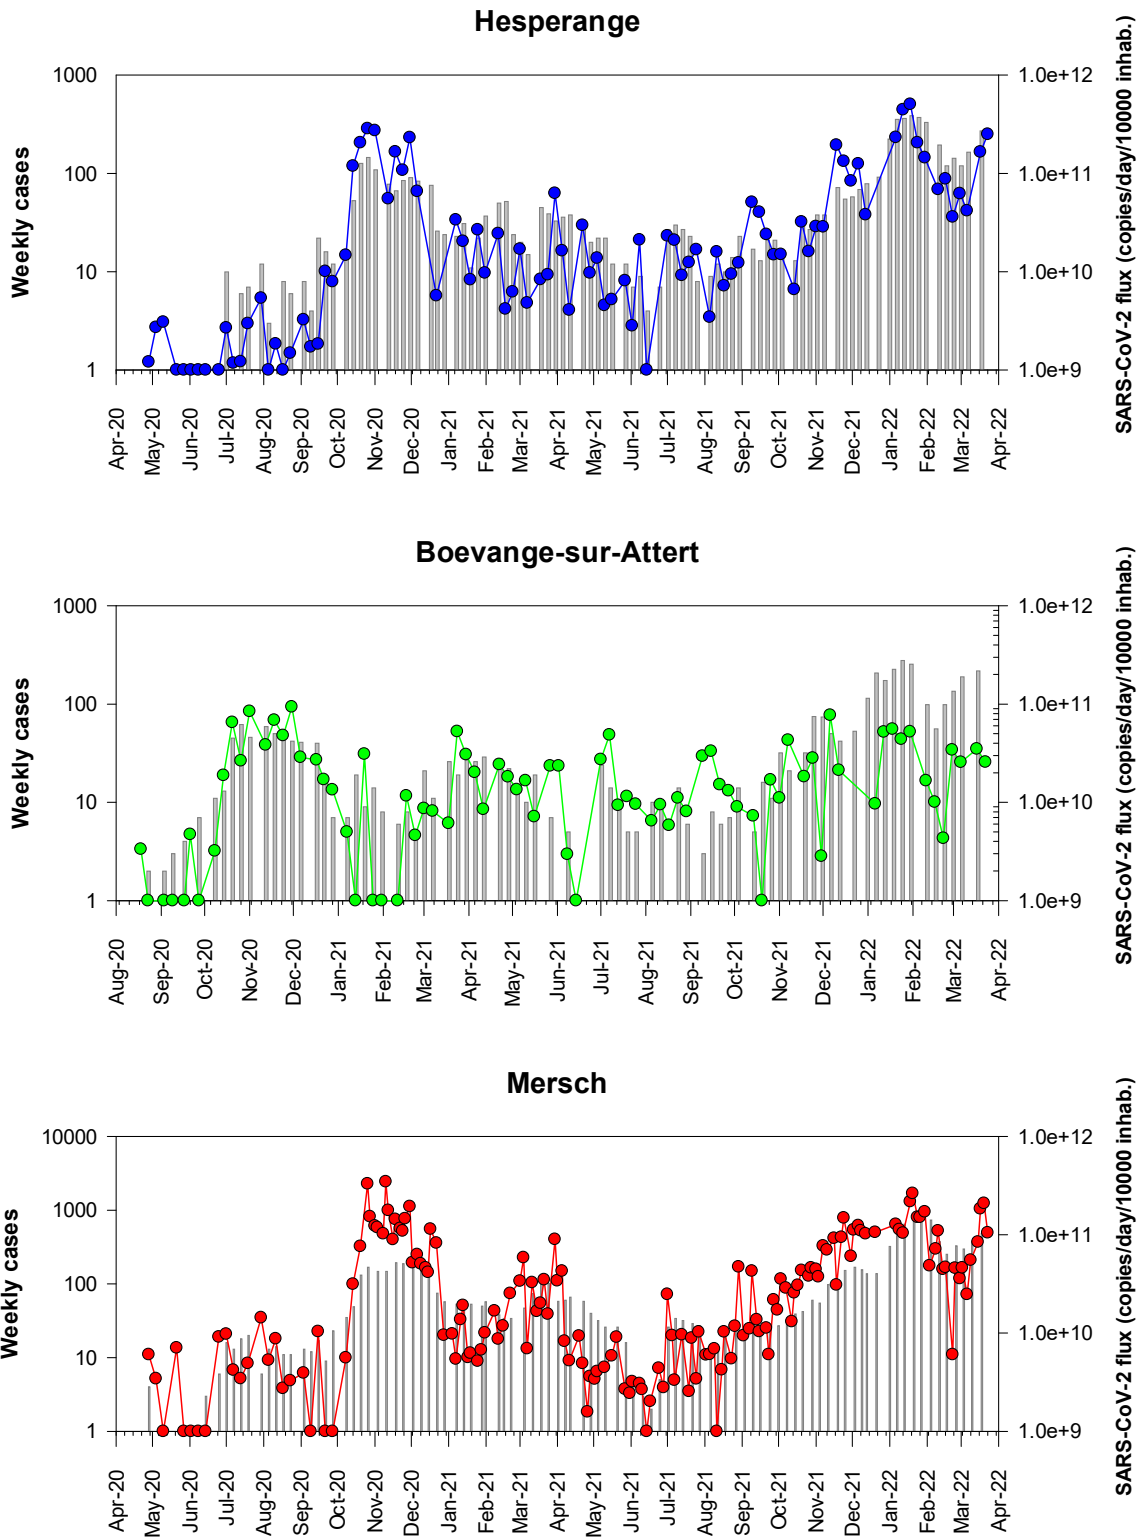 Hesperange
Weekly cases
SARS-CoV-2 flux (copies/day/10000 inhab.)
1000 1.0e+12
100 1.0e+11
10 1.0e+10
1 1.0e+9
Apr-20 May-20 Jun-20 Jul-20 Aug-20 Sep-20 Oct-20 Nov-20 Dec-20 Jan-21 Feb-21 Mar-21 Apr-21 May-21 Jun-21 Jul-21 Aug-21 Sep-21 Oct-21 Nov-21 Dec-21 Jan-22 Feb-22 Mar-22 Apr-22
Boevange-sur-Attert
Weekly cases
SARS-CoV-2 flux (copies/day/10000 inhab.)
1000 1.0e+12
100 1.0e+11
10 1.0e+10
1 1.0e+9
Aug-20 Sep-20 Oct-20 Nov-20 Dec-20 Jan-21 Feb-21 Mar-21 Apr-21 May-21 Jun-21 Jul-21 Aug-21 Sep-21 Oct-21 Nov-21 Dec-21 Jan-22 Feb-22 Mar-22 Apr-22
Mersch
Weekly cases
SARS-CoV-2 flux (copies/day/10000 inhab.)
10000 1.0e+12
1000
1.0e+11
100
1.0e+10
10
1 1.0e+9
Apr-20 May-20 Jun-20 Jul-20 Aug-20 Sep-20 Oct-20 Nov-20 Dec-20 Jan-21 Feb-21 Mar-21 Apr-21 May-21 Jun-21 Jul-21 Aug-21 Sep-21 Oct-21 Nov-21 Dec-21 Jan-22 Feb-22 Mar-22 Apr-22